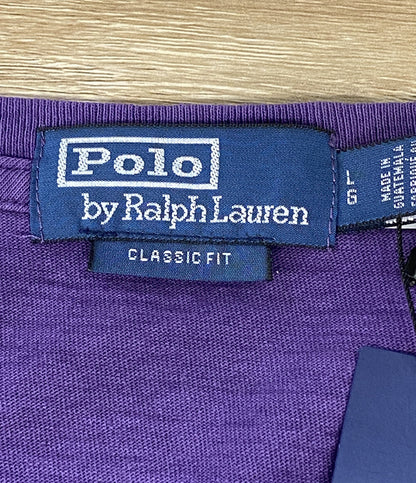 Polo
by Ralph Lauren
CLASSIC FIT
L
G
MADE IN
GUATEMALA